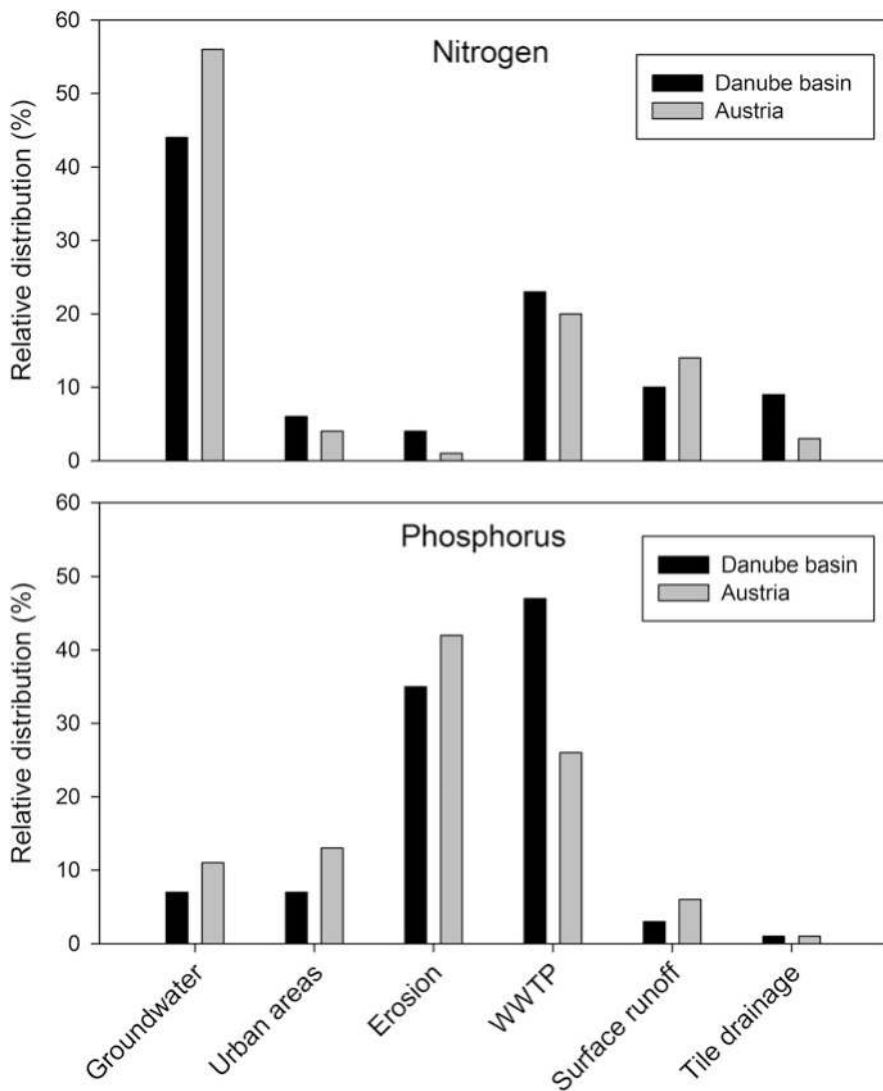 Nitrogen
Danube basin
Austria
Relative distribution (%)
60
50
40
30
20
10
0
Phosphorus
Danube basin
Austria
Relative distribution (%)
60
50
40
30
20
10
0
Groundwater
Urban areas
Erosion
WWTP
Surface runoff
Tile drainage